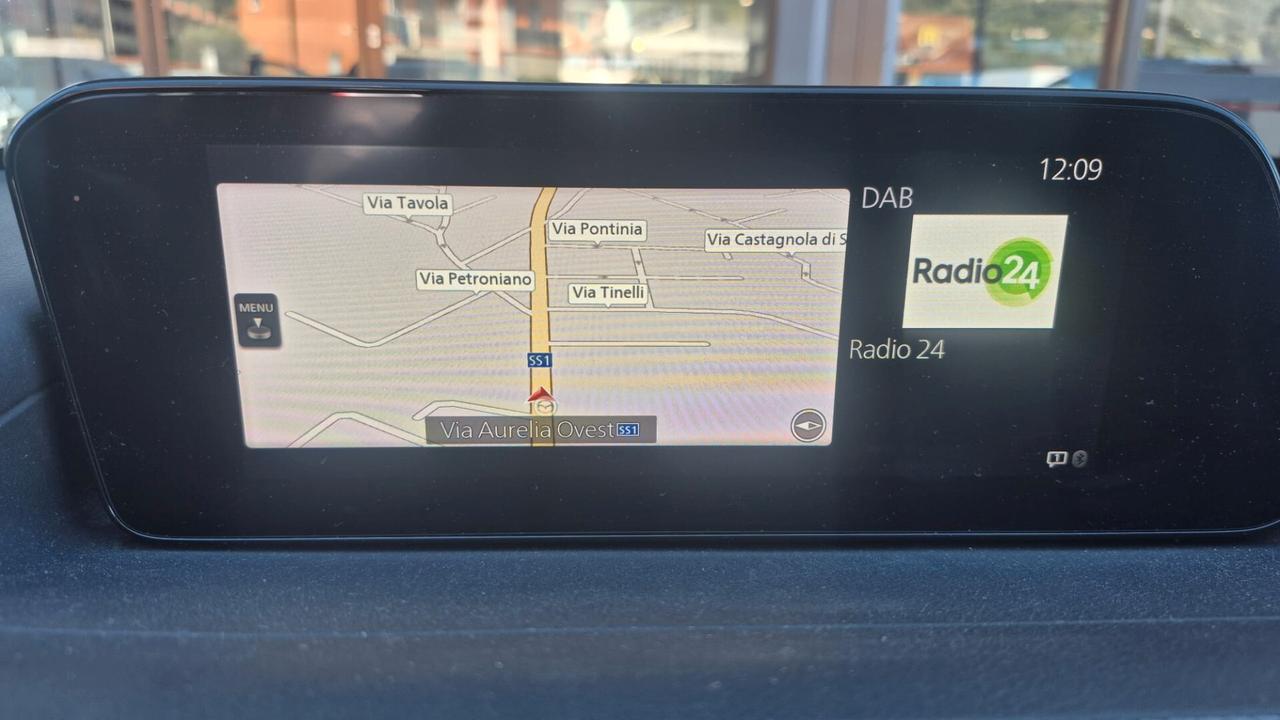 12:09
DAB
Radio24
Radio 24
Via Tavola
Via Pontinia
Via Castagnola di S
Via Petroniano
Via Tinelli
MENU
SS1
Via Aurelia Ovest SS1
1